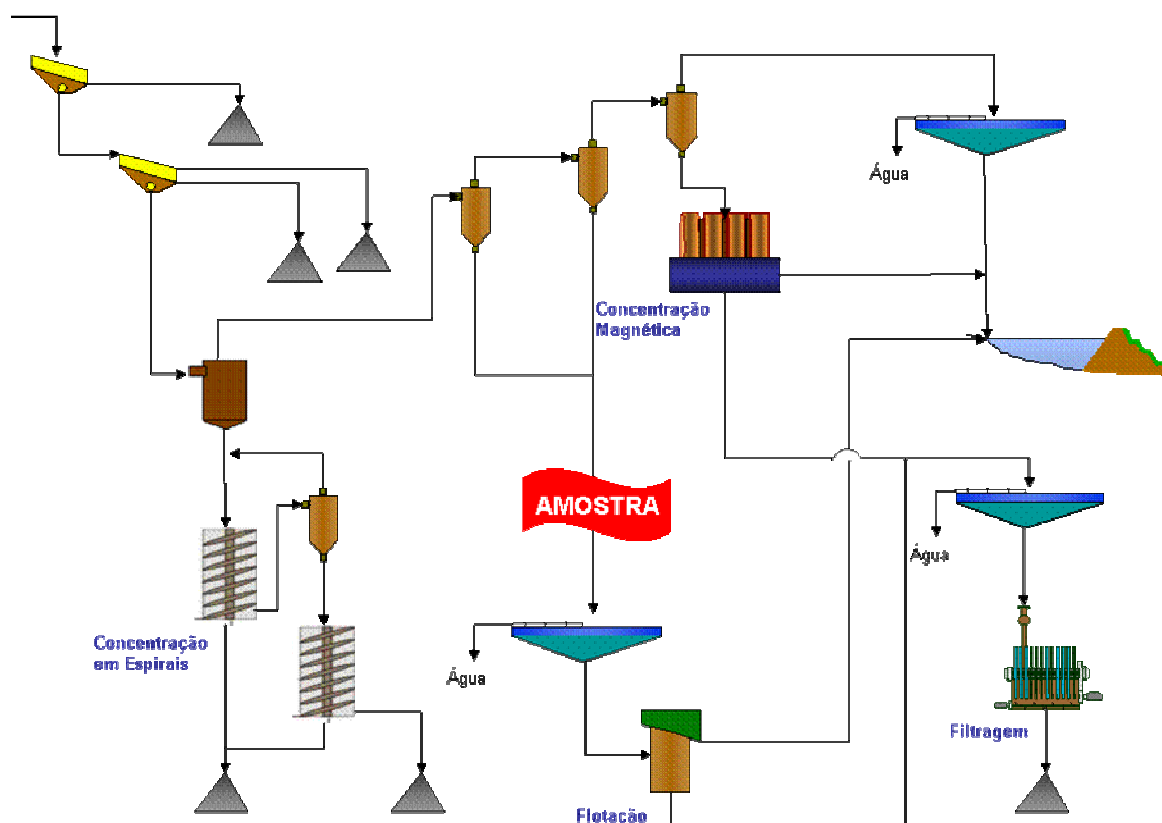 Água
Concentração
Magnética
AMOSTRA
Água
Concentração
em Espirais
Água
Filtragem
Flotação